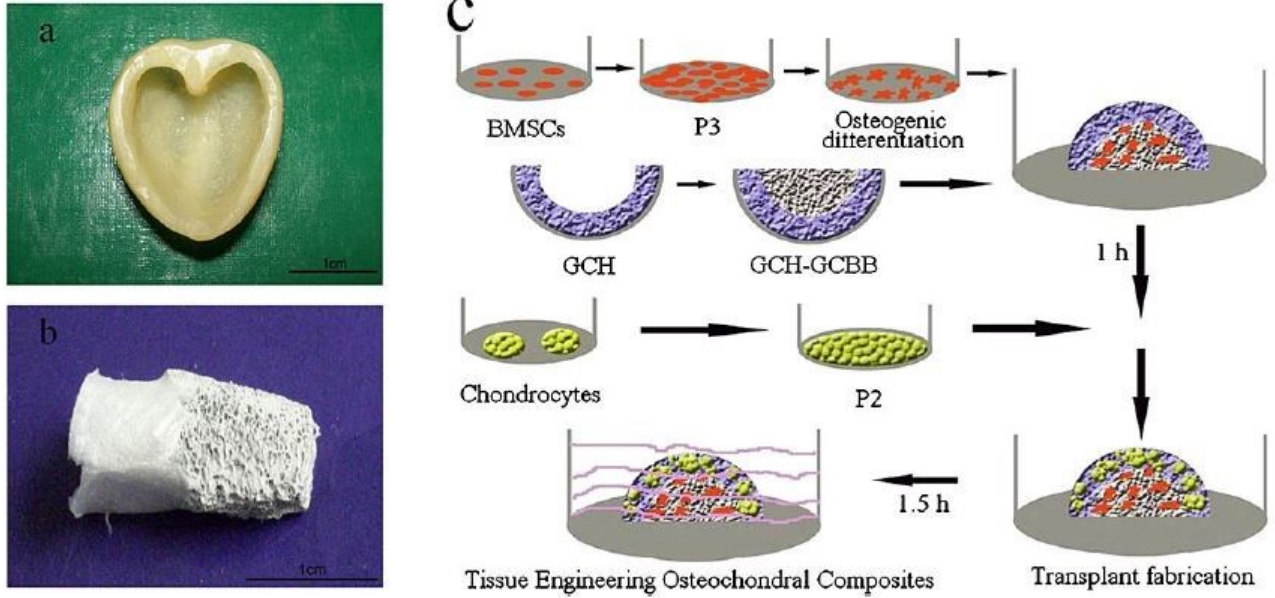 a
1cm
b
1cm
C
BMSCs
P3
Osteogenic
differentiation
GCH
GCH-GCBB
1 h
Chondrocytes
P2
1.5 h
Tissue Engineering Osteochondral Composites
Transplant fabrication